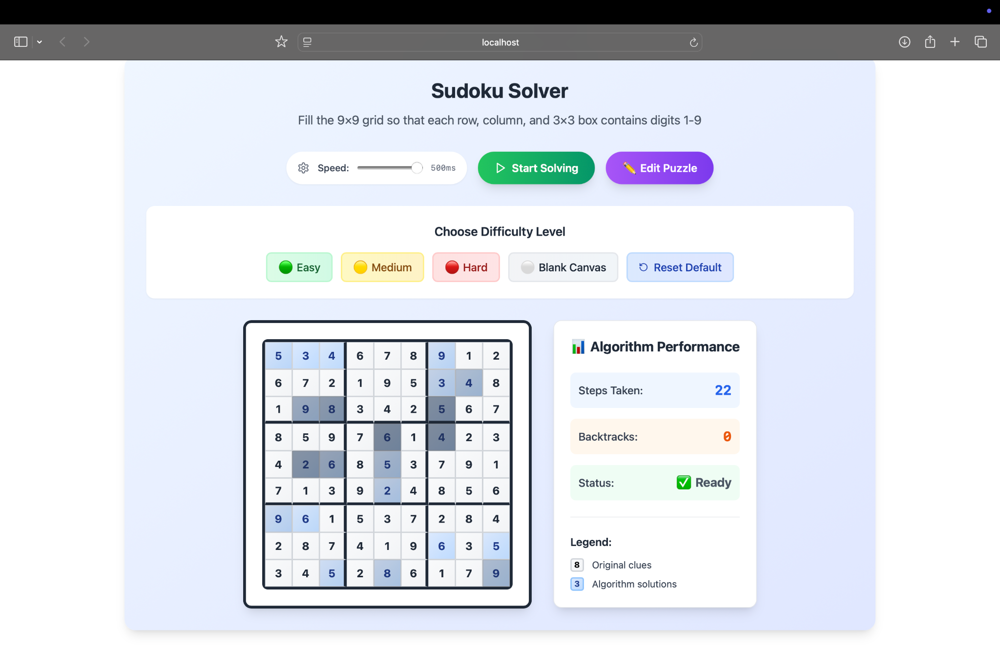 localhost
Sudoku Solver
Fill the 9×9 grid so that each row, column, and 3×3 box contains digits 1-9
Speed: 500ms
Start Solving
✏️ Edit Puzzle
Choose Difficulty Level
🟢 Easy
🟡 Medium
🔴 Hard
⚪ Blank Canvas
Reset Default
5 3 4 6 7 8 9 1 2
6 7 2 1 9 5 3 4 8
1 9 8 3 4 2 5 6 7
8 5 9 7 6 1 4 2 3
4 2 6 8 5 3 7 9 1
7 1 3 9 2 4 8 5 6
9 6 1 5 3 7 2 8 4
2 8 7 4 1 9 6 3 5
3 4 5 2 8 6 1 7 9
📊 Algorithm Performance
Steps Taken: 22
Backtracks: 0
Status: ✅ Ready
Legend:
8 Original clues
3 Algorithm solutions